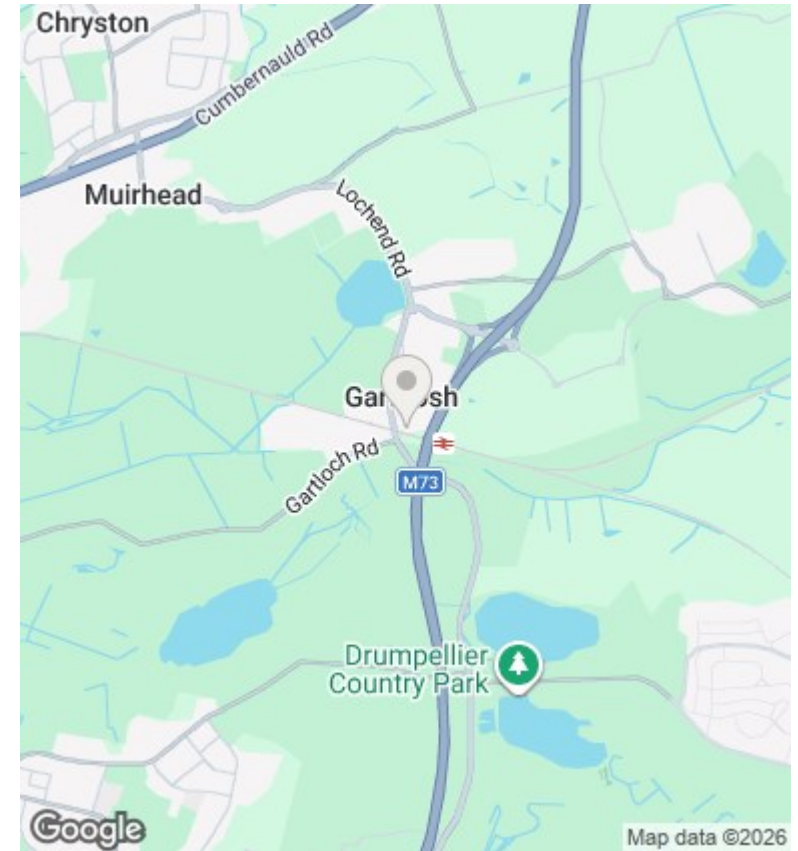 Chryston
Cumbernauld Rd
Muirhead
Lochend Rd
Gartloch Rd
M73
Drumpellier
Country Park
Google
Map data ©2026